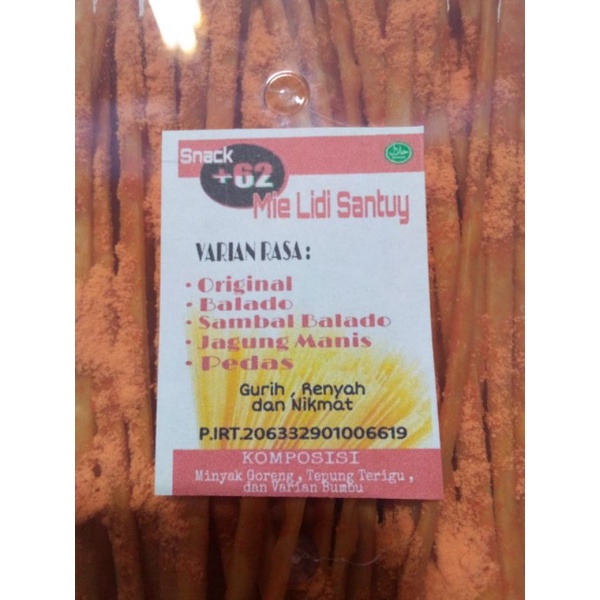 Snack
+62
Mie Lidi Santuy
حلال
VARIAN RASA :
• Original
• Balado
• Sambal Balado
• Jagung Manis
• Pedas
Gurih , Renyah
dan Nikmat
P.IRT.206332901006619
KOMPOSISI
Minyak Goreng , Tepung Terigu ,
dan Varian Bumbu